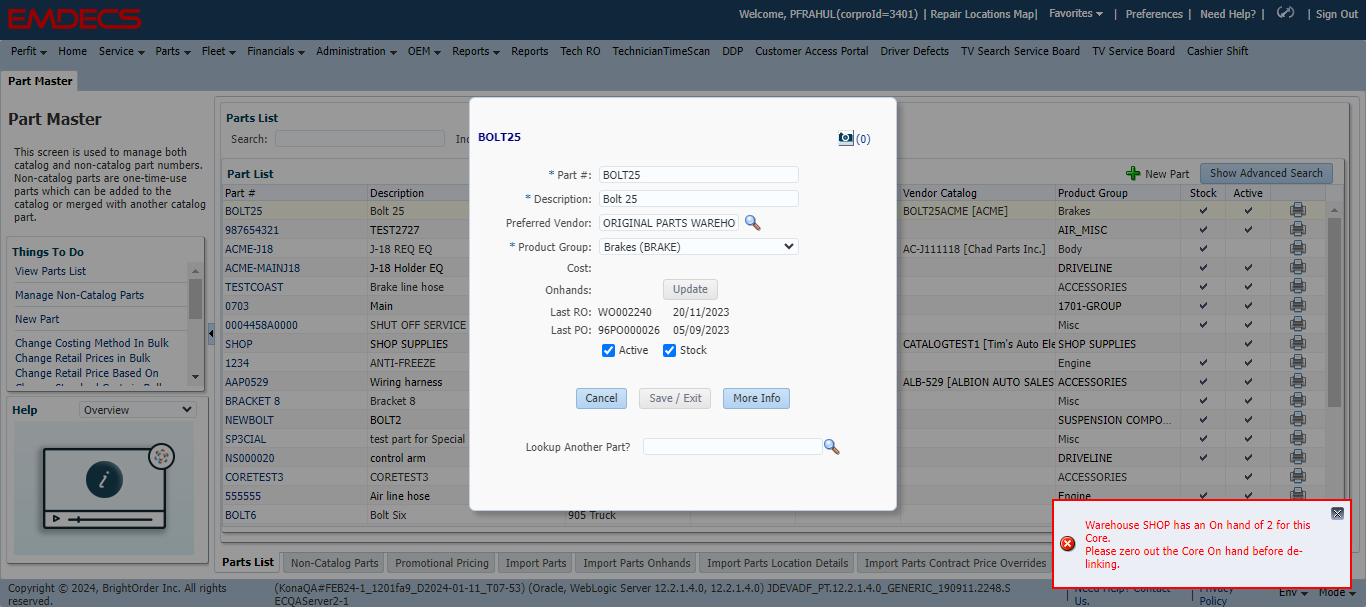 EMDECS
Welcome, PFRAHUL(corproId=3401) | Repair Locations Map| Favorites | Preferences | Need Help? | | Sign Out
Perfit Home Service Parts Fleet Financials Administration OEM Reports Reports Tech RO TechnicianTimeScan DDP Customer Access Portal Driver Defects TV Search Service Board TV Service Board Cashier Shift
Part Master
Part Master
This screen is used to manage both
catalog and non-catalog part numbers.
Non-catalog parts are one-time-use
parts which can be added to the
catalog or merged with another catalog
part.
Things To Do
View Parts List
Manage Non-Catalog Parts
New Part
Change Costing Method In Bulk
Change Retail Prices in Bulk
Change Retail Price Based On
Help Overview
Parts List
Search:
Part List
New Part Show Advanced Search
Part # Description Vendor Catalog Product Group Stock Active
BOLT25 Bolt 25 BOLT25ACME [ACME] Brakes
987654321 TEST2727 AIR_MISC
ACME-J18 J-18 REQ EQ AC-J111118 [Chad Parts Inc.] Body
ACME-MAINJ18 J-18 Holder EQ DRIVELINE
TESTCOAST Brake line hose ACCESSORIES
0703 Main 1701-GROUP
0004458A0000 SHUT OFF SERVICE Misc
SHOP SHOP SUPPLIES CATALOGTEST1 [Tim's Auto Ele SHOP SUPPLIES
1234 ANTI-FREEZE Engine
AAP0529 Wiring harness ALB-529 [ALBION AUTO SALES ACCESSORIES
BRACKET 8 Bracket 8 Misc
NEWBOLT BOLT2 SUSPENSION COMPO...
SP3CIAL test part for Special Misc
NS000020 control arm DRIVELINE
CORETEST3 CORETEST3 ACCESSORIES
555555 Air line hose Engine
BOLT6 Bolt Six 905 Truck
BOLT25
(0)
* Part #: BOLT25
* Description: Bolt 25
Preferred Vendor: ORIGINAL PARTS WAREHO
* Product Group: Brakes (BRAKE)
Cost:
Onhands: Update
Last RO: WO002240 20/11/2023
Last PO: 96PO000026 05/09/2023
Active Stock
Cancel Save / Exit More Info
Lookup Another Part?
Warehouse SHOP has an On hand of 2 for this
Core.
Please zero out the Core On hand before de-
linking.
Parts List Non-Catalog Parts Promotional Pricing Import Parts Import Parts Onhands Import Parts Location Details Import Parts Contract Price Overrides
Copyright © 2024, BrightOrder Inc. All rights
reserved.
(KonaQA#FEB24-1_1201fa9_D2024-01-11_T07-53) (Oracle, WebLogic Server 12.2.1.4.0, 12.2.1.4.0) JDEVADF_PT.12.2.1.4.0_GENERIC_190911.2248.S
ECQAServer2-1
Need Help? Contact
Us.
Privacy
Policy
Env Mode